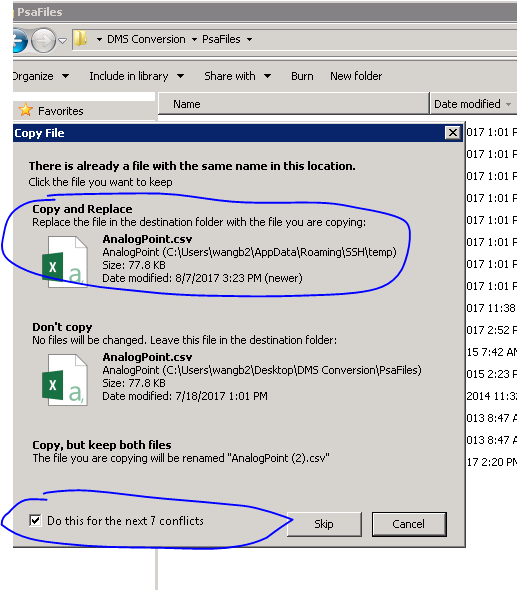 PsaFiles
DMS Conversion PsaFiles
Organize Include in library Share with Burn New folder
Favorites Name Date modified
Copy File
There is already a file with the same name in this location.
Click the file you want to keep
Copy and Replace
Replace the file in the destination folder with the file you are copying:
AnalogPoint.csv
AnalogPoint (C:\Users\wangb2\AppData\Roaming\SSH\temp)
Size: 77.8 KB
Date modified: 8/7/2017 3:23 PM (newer)
Don't copy
No files will be changed. Leave this file in the destination folder:
AnalogPoint.csv
AnalogPoint (C:\Users\wangb2\Desktop\DMS Conversion\PsaFiles)
Size: 77.8 KB
Date modified: 7/18/2017 1:01 PM
Copy, but keep both files
The file you are copying will be renamed "AnalogPoint (2).csv"
Do this for the next 7 conflicts
Skip Cancel
017 1:01 P
017 1:01 P
017 1:01 P
017 1:01 P
017 1:01 P
017 1:01 P
017 1:01 P
017 1:01 P
017 11:38
017 2:52 P
15 7:42 AM
015 2:23 P
2014 11:32
013 8:47 A
013 8:47 A
17 2:20 PM